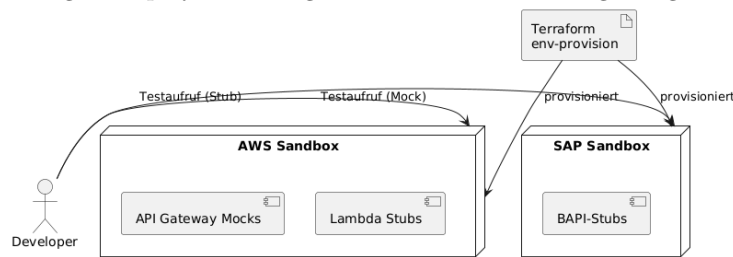 Terraform
env-provision
Testaufruf (Stub)
Testaufruf (Mock)
provisioniert
provisioniert
AWS Sandbox
SAP Sandbox
API Gateway Mocks
Lambda Stubs
BAPI-Stubs
Developer